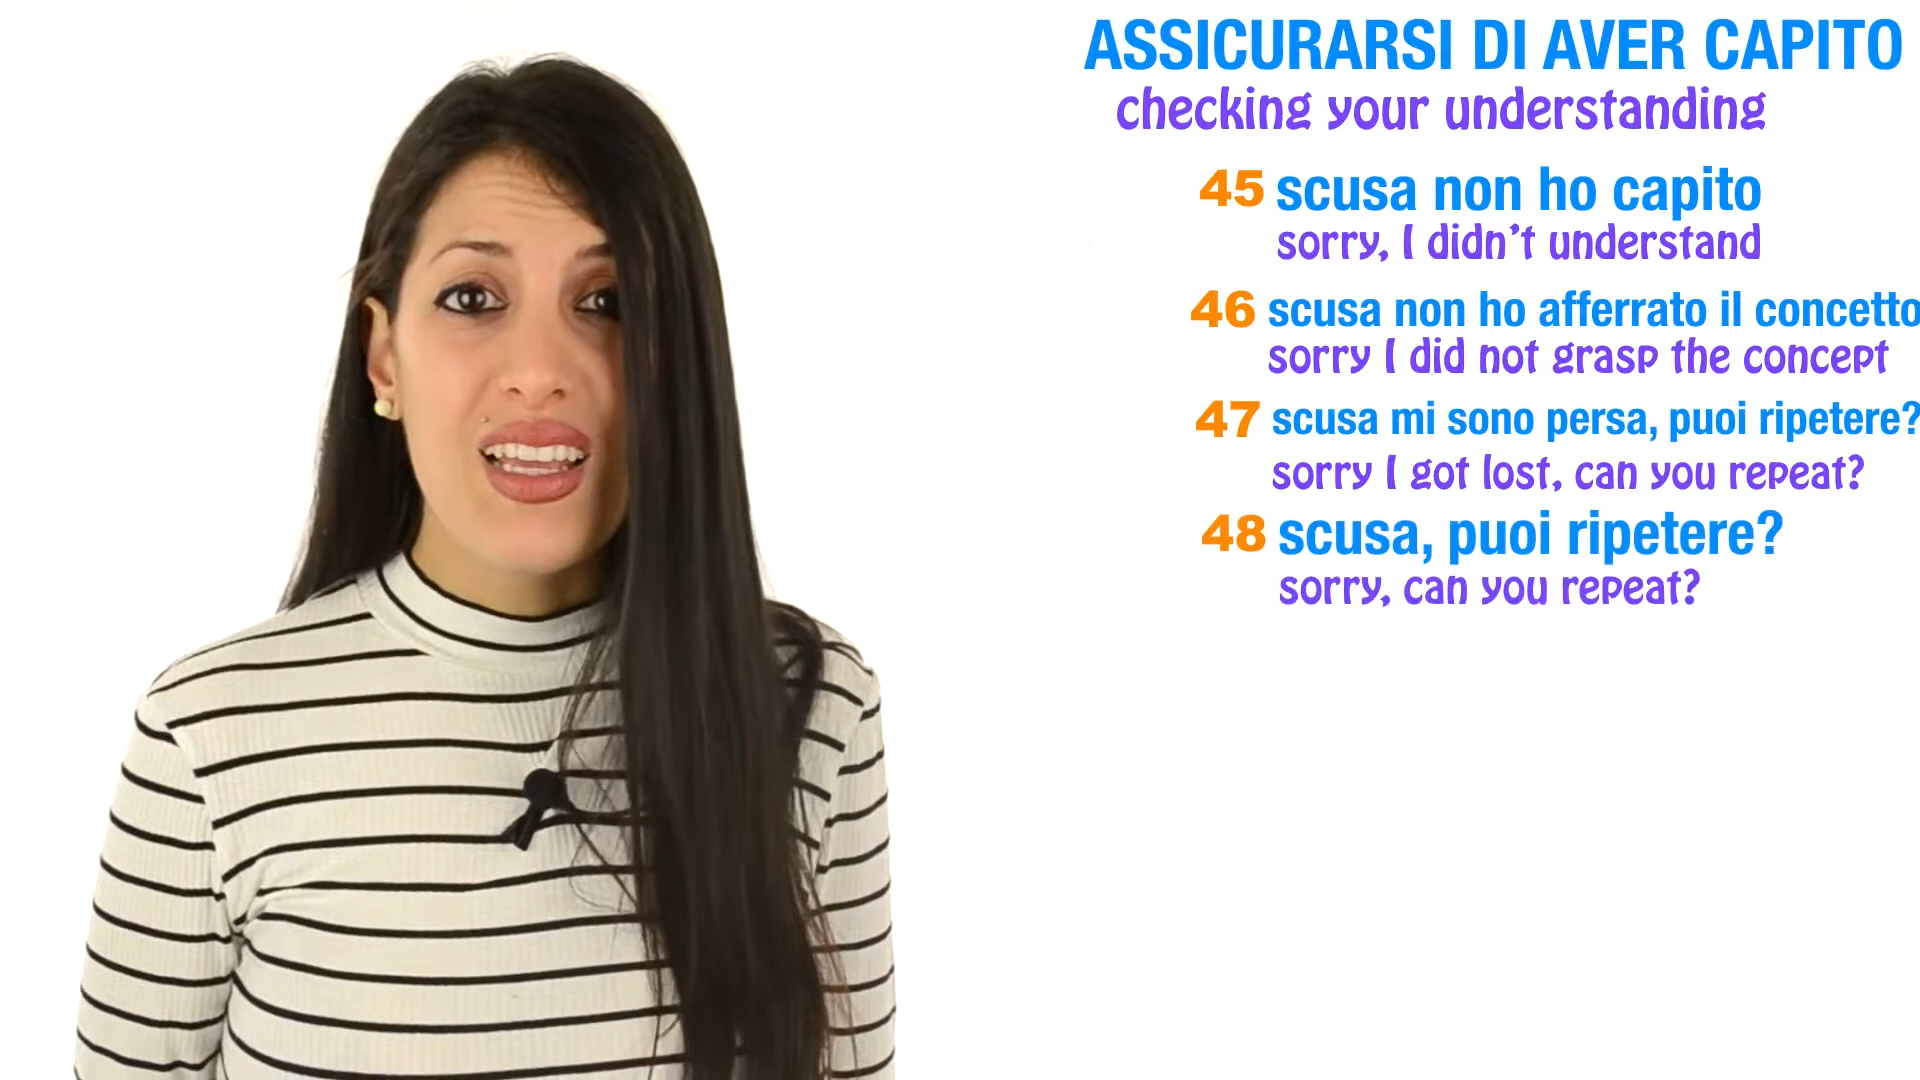 ASSICURARSI DI AVER CAPITO
checking your understanding
45 scusa non ho capito
sorry, I didn't understand
46 scusa non ho afferrato il concetto
sorry I did not grasp the concept
47 scusa mi sono persa, puoi ripetere?
sorry I got lost, can you repeat?
48 scusa, puoi ripetere?
sorry, can you repeat?